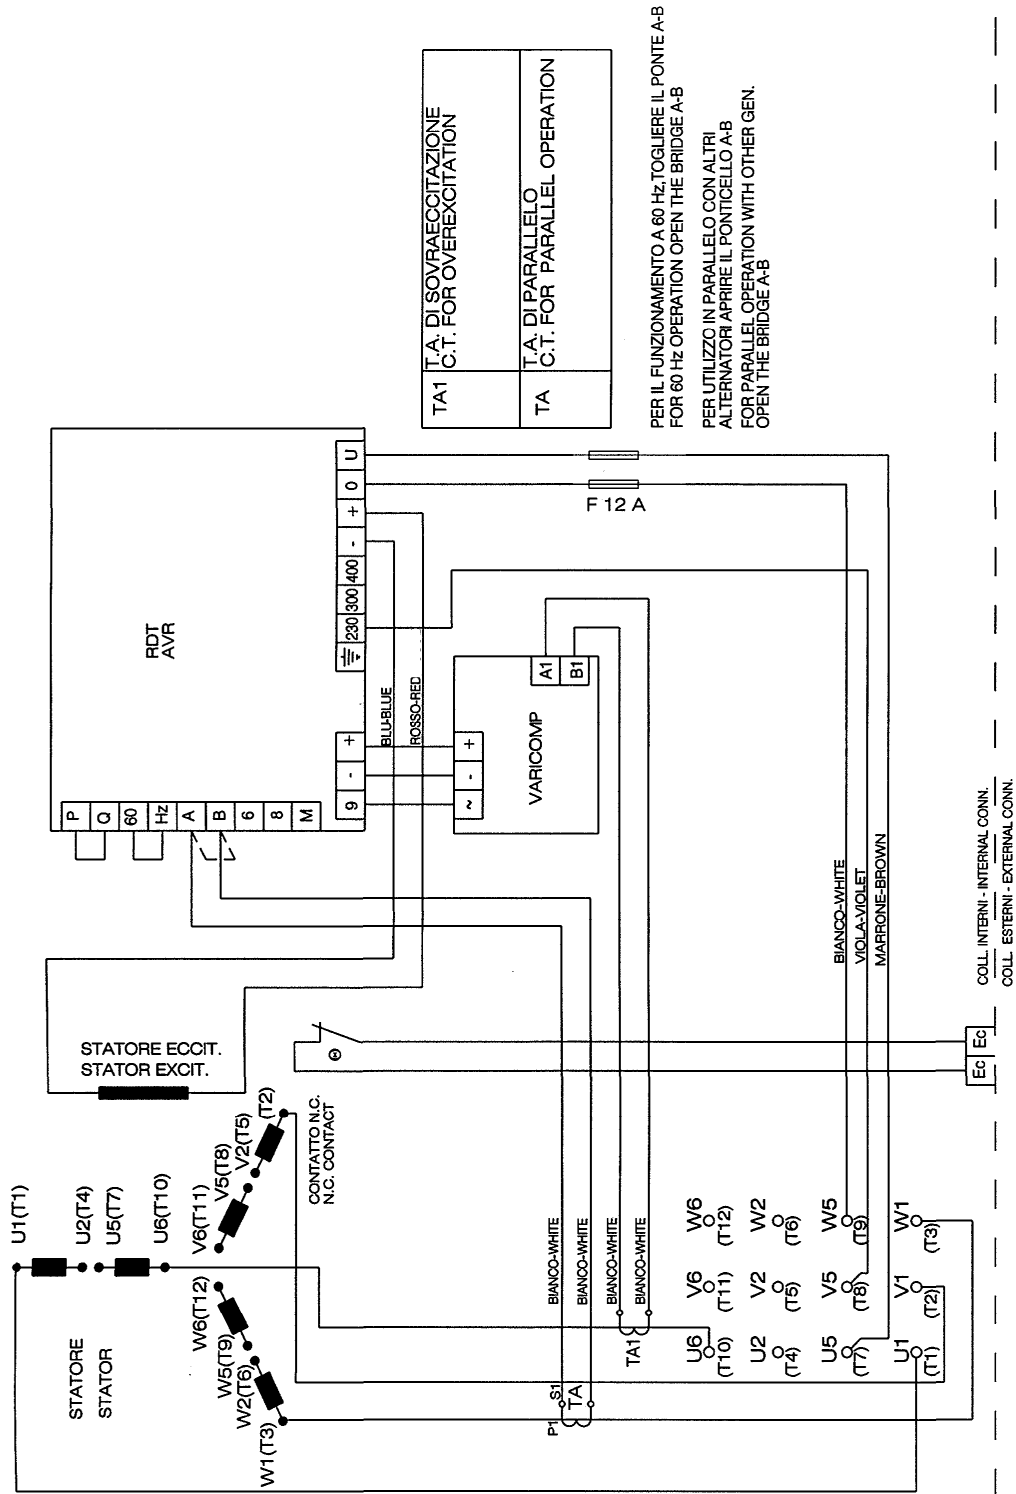 TA1
T.A. DI SOVRAECCITAZIONE
C.T. FOR OVEREXCITATION
TA
T.A. DI PARALLELO
C.T. FOR PARALLEL OPERATION
PER IL FUNZIONAMENTO A 60 Hz,TOGLIERE IL PONTE A-B
FOR 60 Hz OPERATION OPEN THE BRIDGE A-B
PER UTILIZZO IN PARALLELO CON ALTRI
ALTERNATORI APRIRE IL PONTICELLO A-B
FOR PARALLEL OPERATION WITH OTHER GEN.
OPEN THE BRIDGE A-B
RDT
AVR
P
Q
60
Hz
A
B
6
8
M
9 - +
230 300 400 - + 0 U
F 12 A
BLU-BLUE
ROSSO-RED
~ - +
VARICOMP
A1
B1
BIANCO-WHITE
VIOLA-VIOLET
MARRONE-BROWN
COLL. INTERNI - INTERNAL CONN.
COLL. ESTERNI - EXTERNAL CONN.
STATORE ECCIT.
STATOR EXCIT.
Θ
Ec Ec
CONTATTO N.C.
N.C. CONTACT
STATORE
STATOR
U1(T1)
U2(T4)
U5(T7)
U6(T10)
V6(T11)
V5(T8)
V2(T5)
(T2)
W6(T12)
W5(T9)
W2(T6)
W1(T3)
BIANCO-WHITE
BIANCO-WHITE
BIANCO-WHITE
BIANCO-WHITE
P1
S1
TA
TA1
U6 V6 W6
(T10) (T11) (T12)
U2 V2 W2
(T4) (T5) (T6)
U5 V5 W5
(T7) (T8) (T9)
U1 V1 W1
(T1) (T2) (T3)